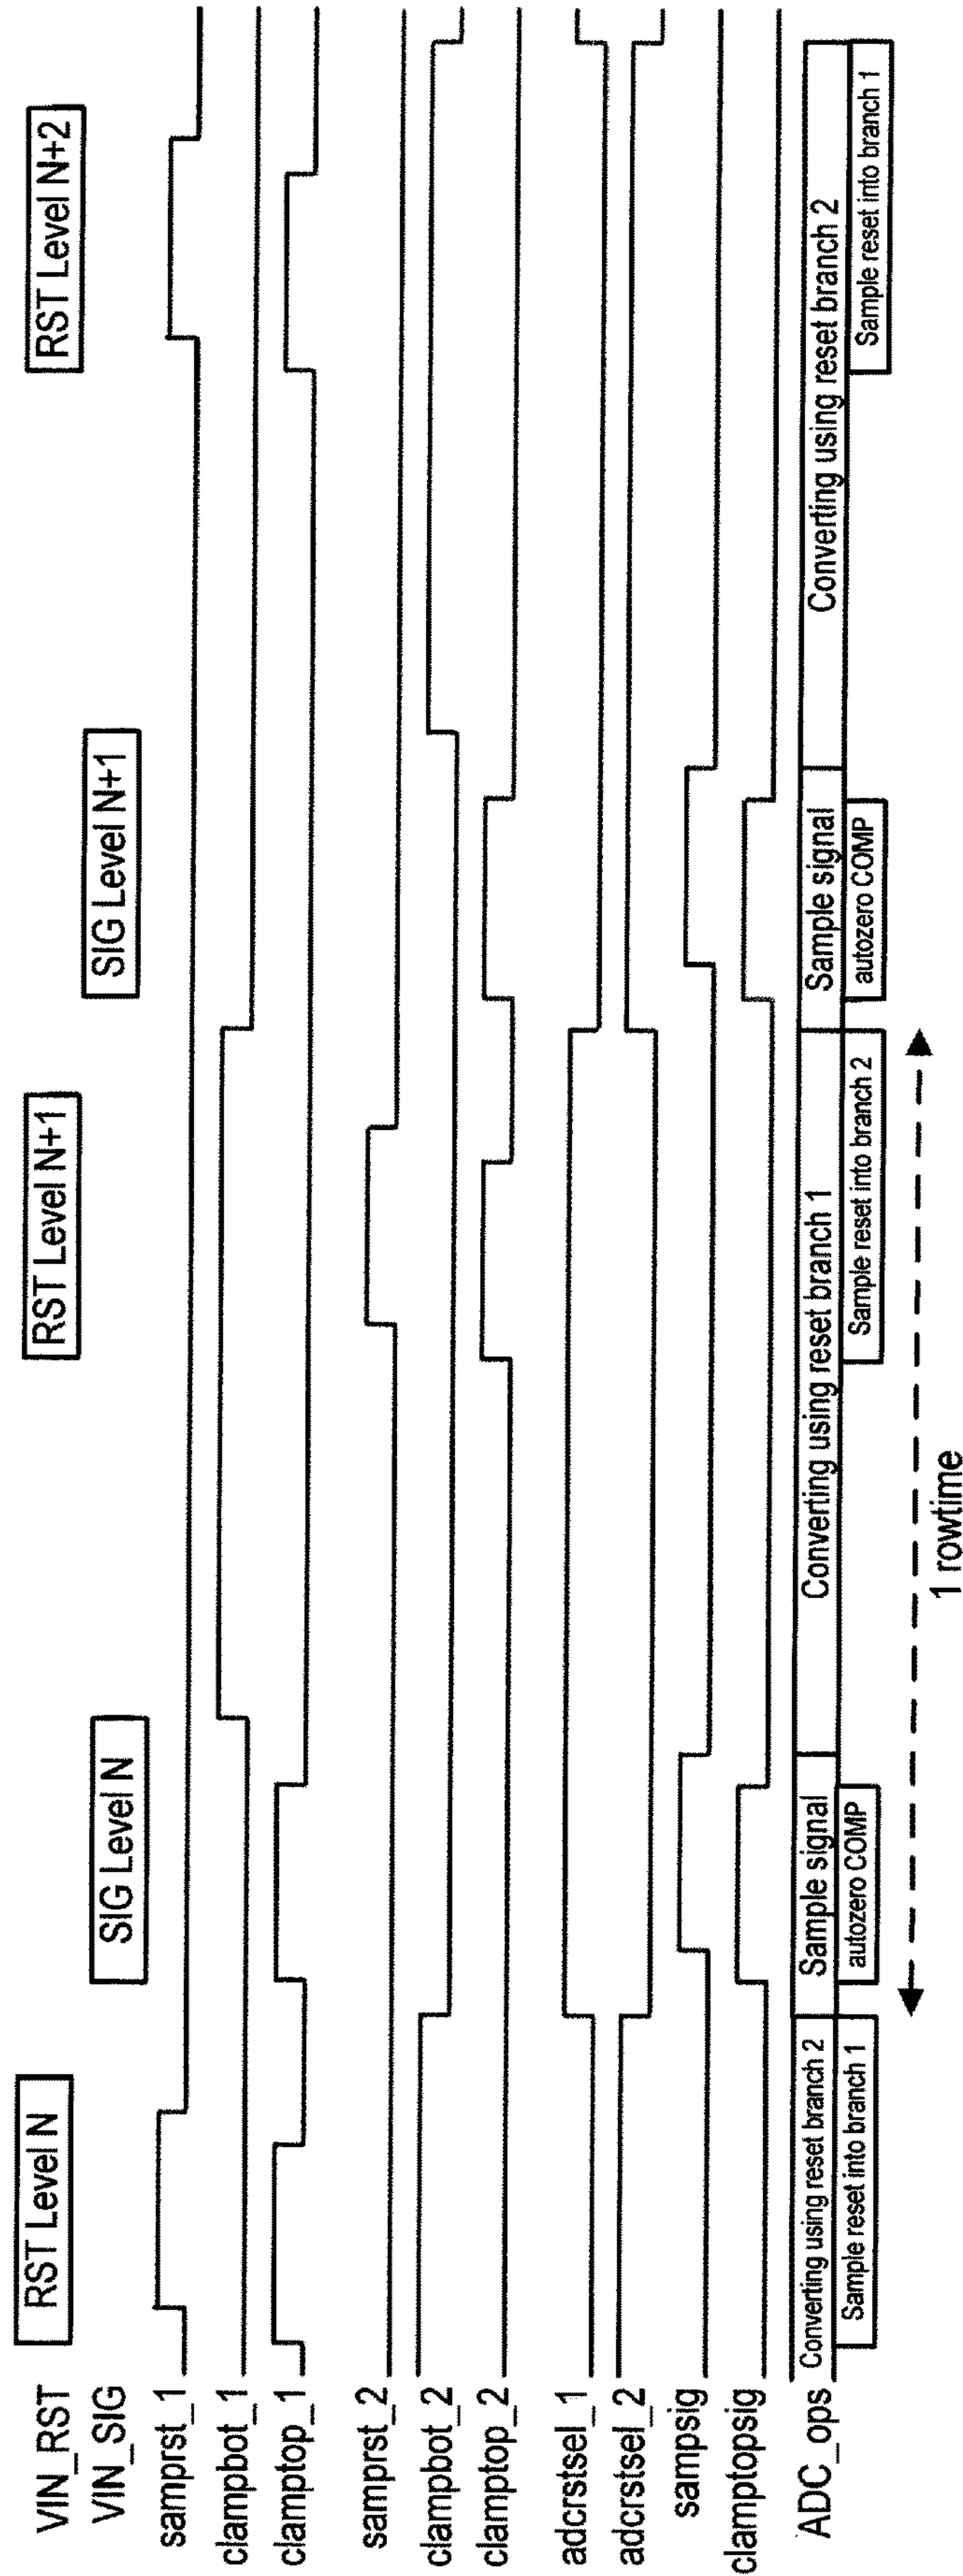 VIN_RST
RST Level N
RST Level N+1
RST Level N+2
VIN_SIG
SIG Level N
SIG Level N+1
samprst_1
clampbot_1
clamptop_1
samprst_2
clampbot_2
clamptop_2
adcrstsel_1
adcrstsel_2
sampsig
clamptopsig
ADC_ops
Converting using reset branch 2
Sample signal
Converting using reset branch 1
Sample signal
Converting using reset branch 2
Sample reset into branch 1
autozero COMP
Sample reset into branch 2
autozero COMP
Sample reset into branch 1
1 rowtime